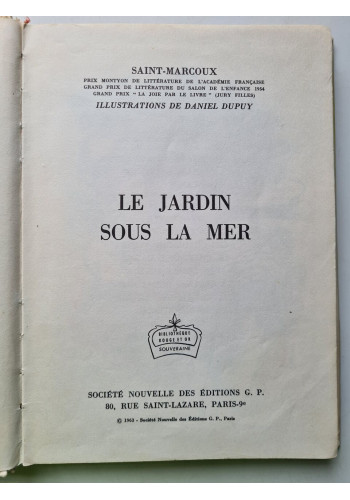 SAINT-MARCOUX
PRIX MONTYON DE LITTÉRATURE DE L'ACADÉMIE FRANÇAISE
GRAND PRIX DE LITTÉRATURE DU SALON DE L'ENFANCE 1954
GRAND PRIX "LA JOIE PAR LE LIVRE" (JURY FILLES)
ILLUSTRATIONS DE DANIEL DUPUY
LE JARDIN
SOUS LA MER
LA
BIBLIOTHÈQUE
ROUGE ET OR
SOUVERAINE
SOCIÉTÉ NOUVELLE DES ÉDITIONS G. P.
80, RUE SAINT-LAZARE, PARIS-9e
© 1963 - Société Nouvelle des Éditions G. P., Paris